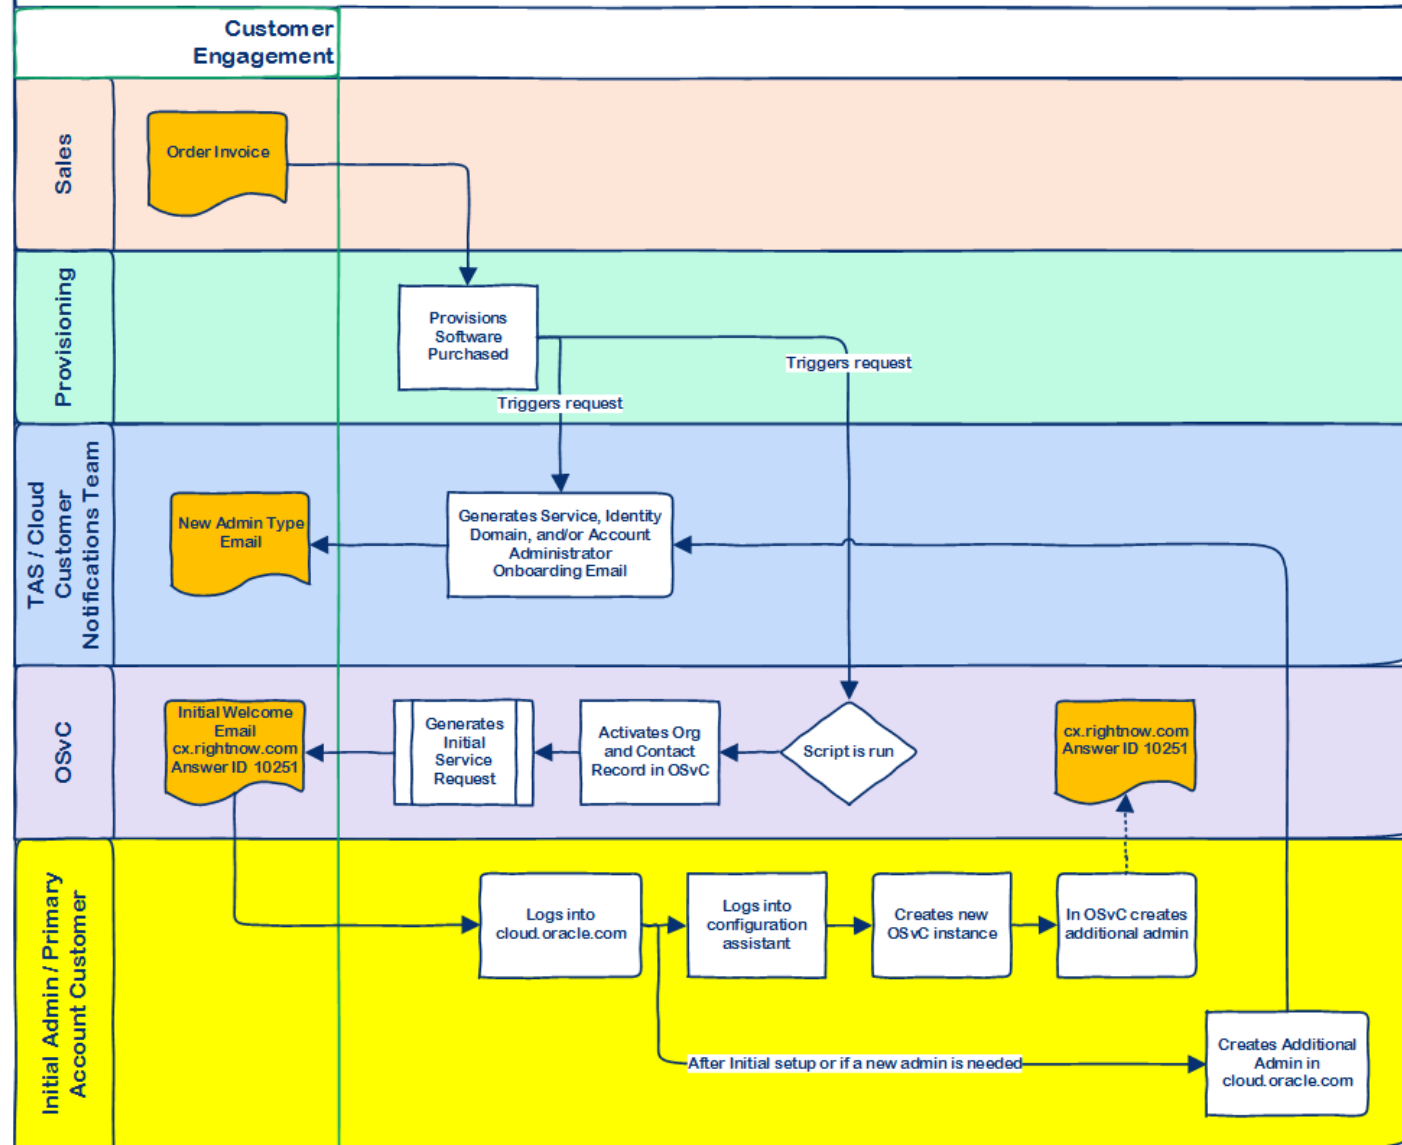 Customer
Engagement
Sales
Order Invoice
Provisioning
Provisions
Software
Purchased
Triggers request
Triggers request
TAS / Cloud
Customer
Notifications Team
New Admin Type
Email
Generates Service, Identity
Domain, and/or Account
Administrator
Onboarding Email
OSvC
Initial Welcome
Email
cx.rightnow.com
Answer ID 10251
Generates
Initial
Service
Request
Activates Org
and Contact
Record in OSvC
Script is run
cx.rightnow.com
Answer ID 10251
Initial Admin / Primary
Account Customer
Logs into
cloud.oracle.com
Logs into
configuration
assistant
Creates new
OSvC instance
In OSvC creates
additional admin
After Initial setup or if a new admin is needed
Creates Additional
Admin in
cloud.oracle.com